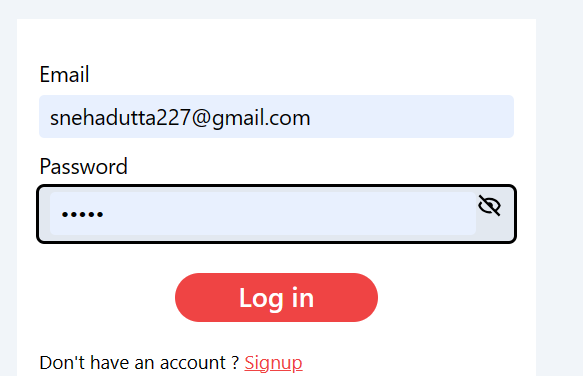 Email
snehadutta227@gmail.com
Password
•••••
Log in
Don't have an account ? Signup